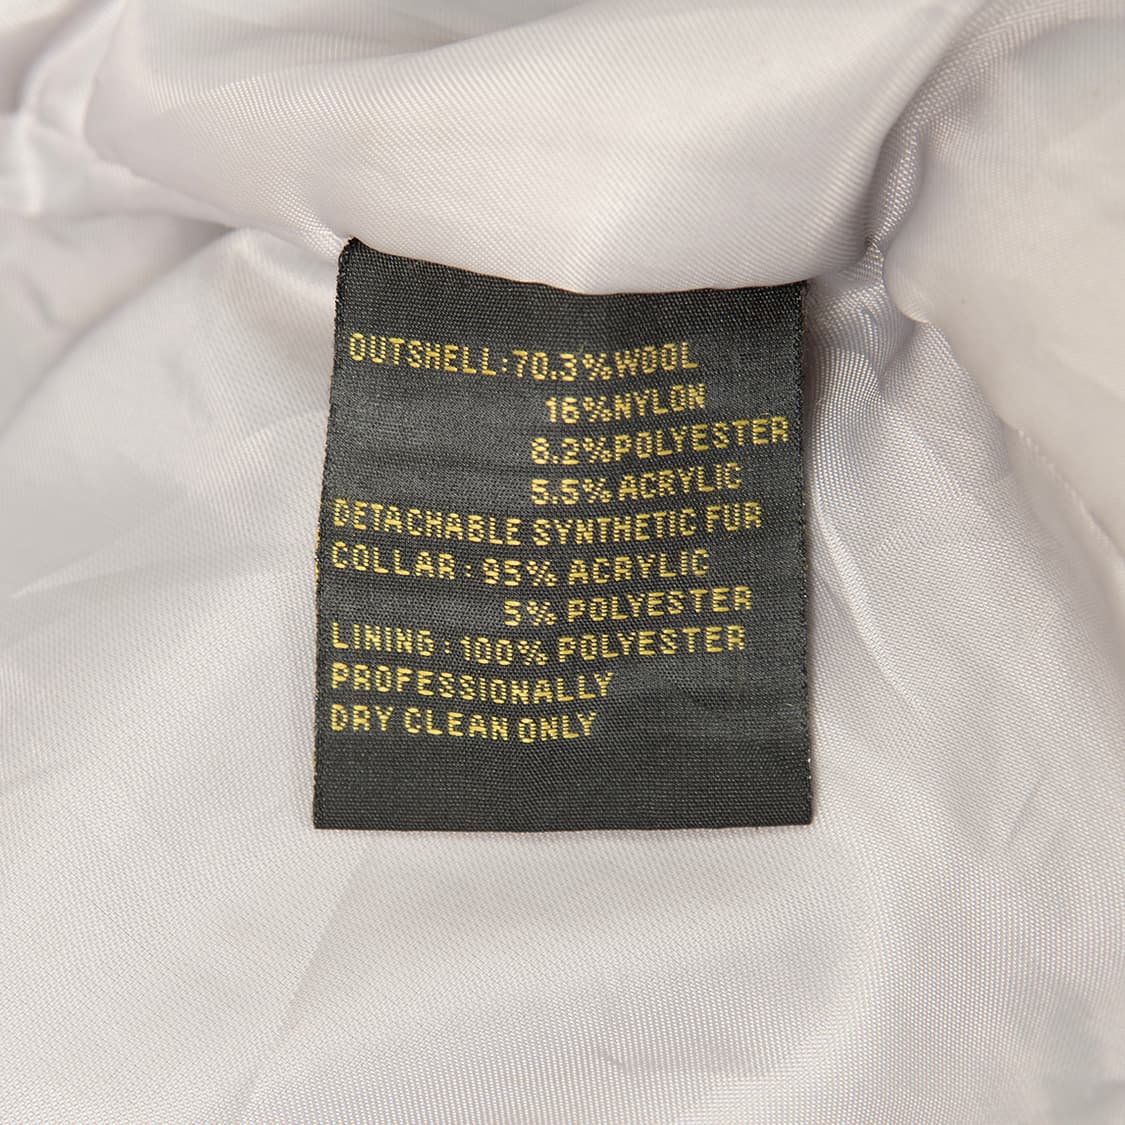 OUTSHELL:70.3%WOOL
16%NYLON
8.2%POLYESTER
5.5%ACRYLIC
DETACHABLE SYNTHETIC FUR
COLLAR: 95% ACRYLIC
5% POLYESTER
LINING: 100% POLYESTER
PROFESSIONALLY
DRY CLEAN ONLY